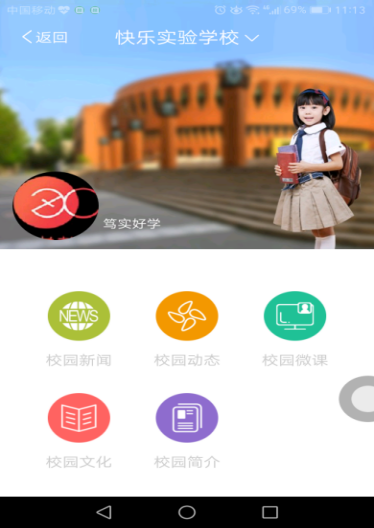 中国移动 69% 11:13
返回 快乐实验学校
笃实好学
NEWS
校园新闻 校园动态 校园微课
校园文化 校园简介